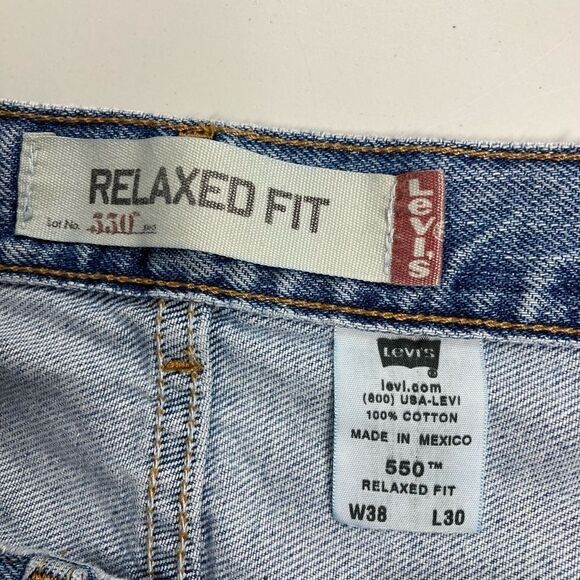 RELAXED FIT
Lot No. 550™
Levi's
Levi's
levi.com
(800) USA-LEVI
100% COTTON
MADE IN MEXICO
550™
RELAXED FIT
W38 L30